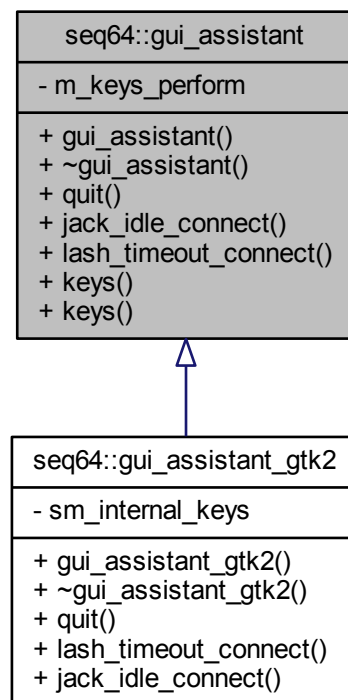 seq64::gui_assistant
- m_keys_perform
+ gui_assistant()
+ ~gui_assistant()
+ quit()
+ jack_idle_connect()
+ lash_timeout_connect()
+ keys()
+ keys()
seq64::gui_assistant_gtk2
- sm_internal_keys
+ gui_assistant_gtk2()
+ ~gui_assistant_gtk2()
+ quit()
+ lash_timeout_connect()
+ jack_idle_connect()